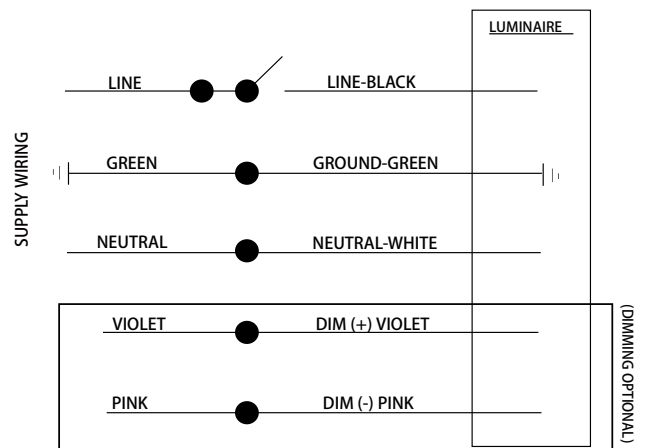 LUMINAIRE
LINE LINE-BLACK
SUPPLY WIRING
GREEN GROUND-GREEN
NEUTRAL NEUTRAL-WHITE
VIOLET DIM (+) VIOLET
(DIMMING OPTIONAL)
PINK DIM (-) PINK